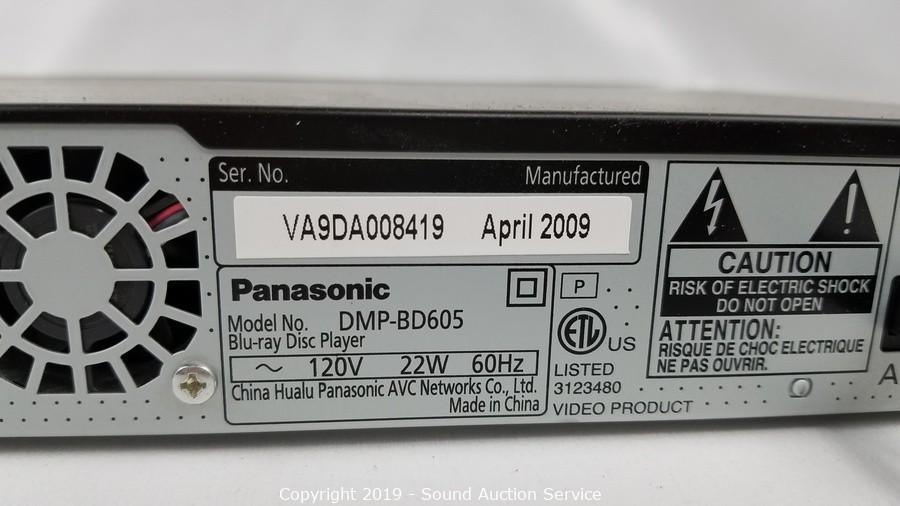 Ser. No. Manufactured
VA9DA008419 April 2009
Panasonic
Model No. DMP-BD605
Blu-ray Disc Player
~ 120V 22W 60Hz
China Hualu Panasonic AVC Networks Co., Ltd.
Made in China
P
ETL US
LISTED
3123480
VIDEO PRODUCT
CAUTION
RISK OF ELECTRIC SHOCK
DO NOT OPEN
ATTENTION:
RISQUE DE CHOC ELECTRIQUE
NE PAS OUVRIR.
A
Copyright 2019 - Sound Auction Service